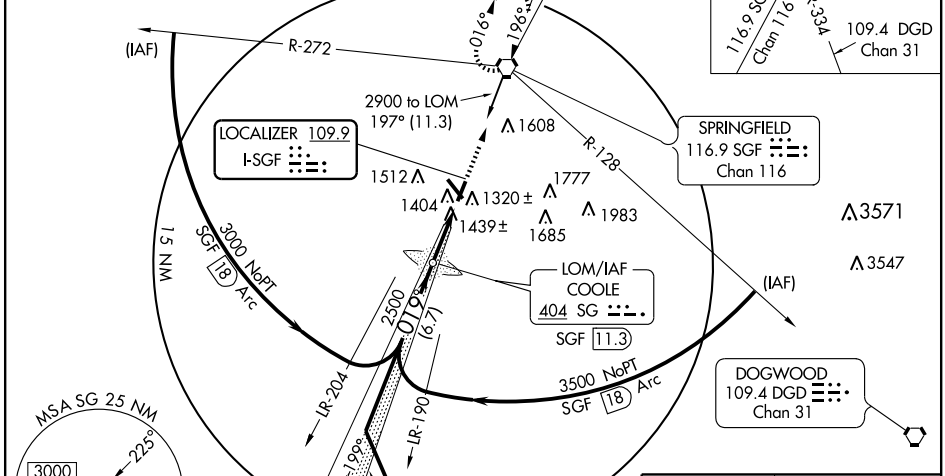 (IAF)
R-272
016°
196°
116.9 SG
Chan 116
R-334
109.4 DGD
Chan 31
2900 to LOM
197° (11.3)
LOCALIZER 109.9
I-SGF
1608
SPRINGFIELD
116.9 SGF
Chan 116
R-128
1512
1404
1320 ±
1439 ±
1777
1685
1983
3571
3547
15 NM
3000 NoPT
SGF 18 Arc
2500
019°
(6.7)
LOM/IAF
COOLE
404 SG
SGF 11.3
(IAF)
3500 NoPT
SGF 18 Arc
LR-204
LR-190
199°
DOGWOOD
109.4 DGD
Chan 31
MSA SG 25 NM
225°
3000